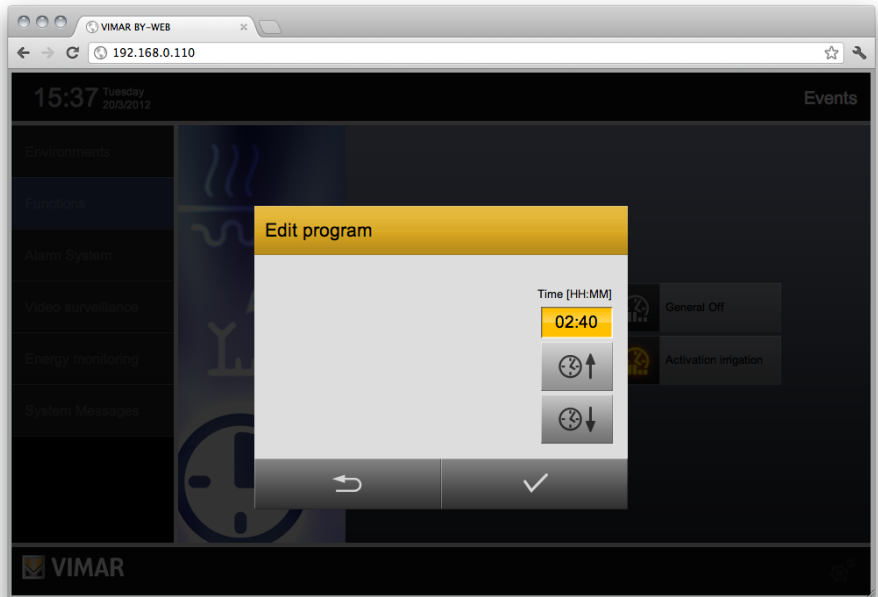 VIMAR BY-WEB
192.168.0.110
15:37 Tuesday
20/3/2012
Events
Environments
Functions
Alarm System
Video surveillance
Energy monitoring
System Messages
Edit program
Time [HH:MM]
02:40
General Off
Activation irrigation
VIMAR